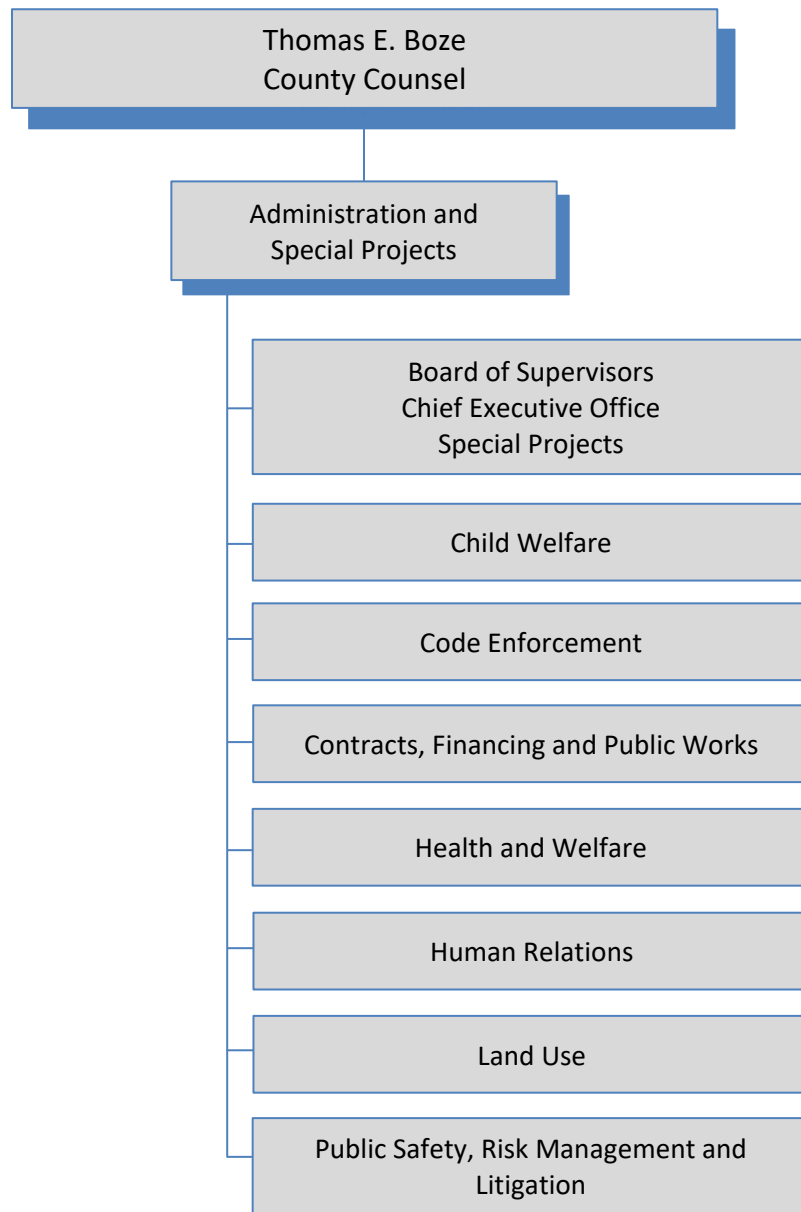 Thomas E. Boze
County Counsel
Administration and
Special Projects
Board of Supervisors
Chief Executive Office
Special Projects
Child Welfare
Code Enforcement
Contracts, Financing and Public Works
Health and Welfare
Human Relations
Land Use
Public Safety, Risk Management and
Litigation